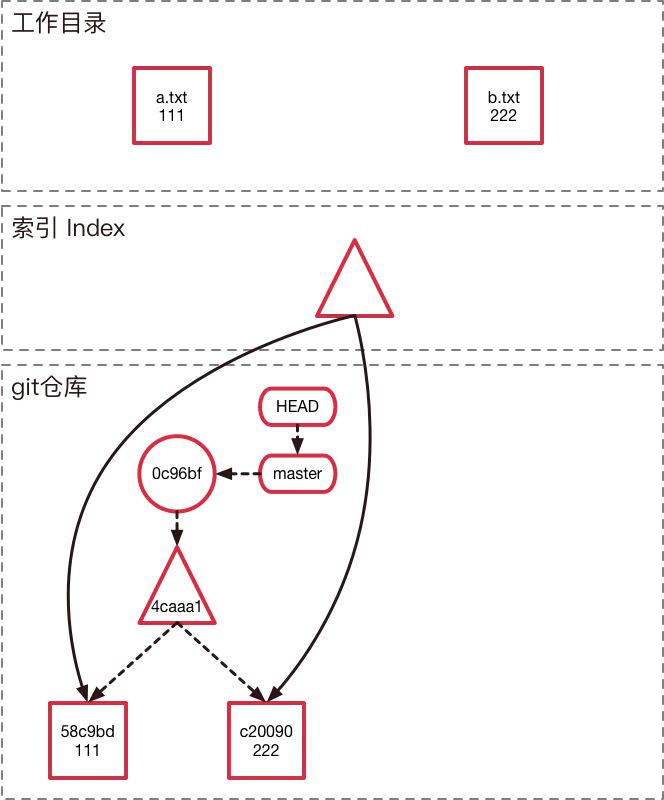 工作目录
a.txt
111
b.txt
222
索引 Index
git仓库
HEAD
0c96bf
master
4caaa1
58c9bd
111
c20090
222